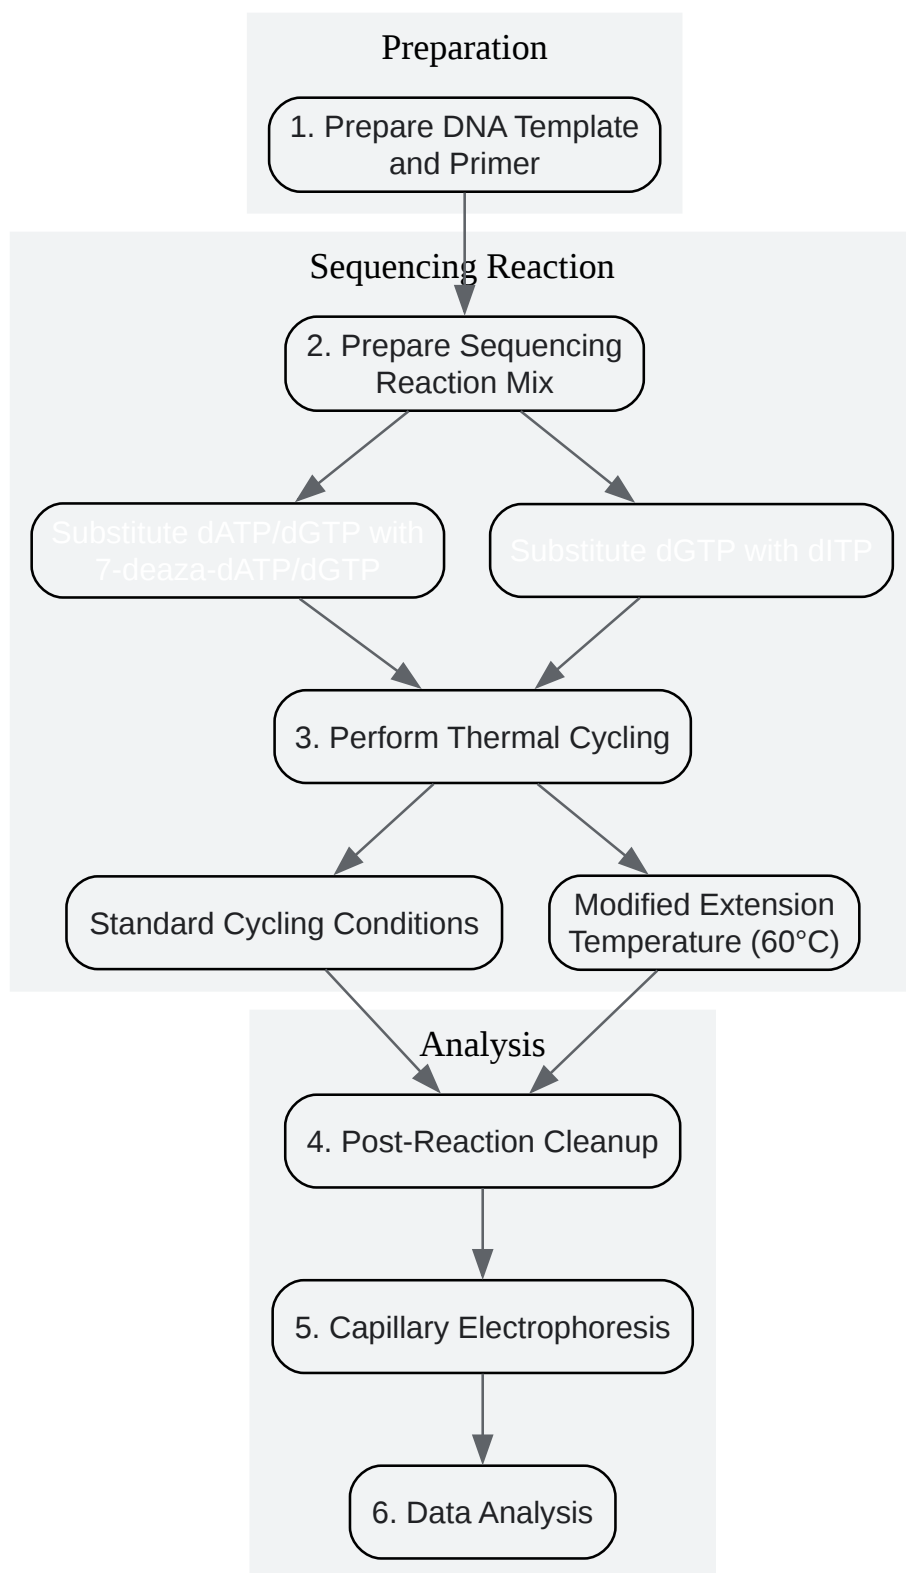 Preparation
1. Prepare DNA Template
and Primer
Sequencing Reaction
2. Prepare Sequencing
Reaction Mix
Substitute dATP/dGTP with
7-deaza-dATP/dGTP
Substitute dGTP with dITP
3. Perform Thermal Cycling
Standard Cycling Conditions
Modified Extension
Temperature (60°C)
Analysis
4. Post-Reaction Cleanup
5. Capillary Electrophoresis
6. Data Analysis